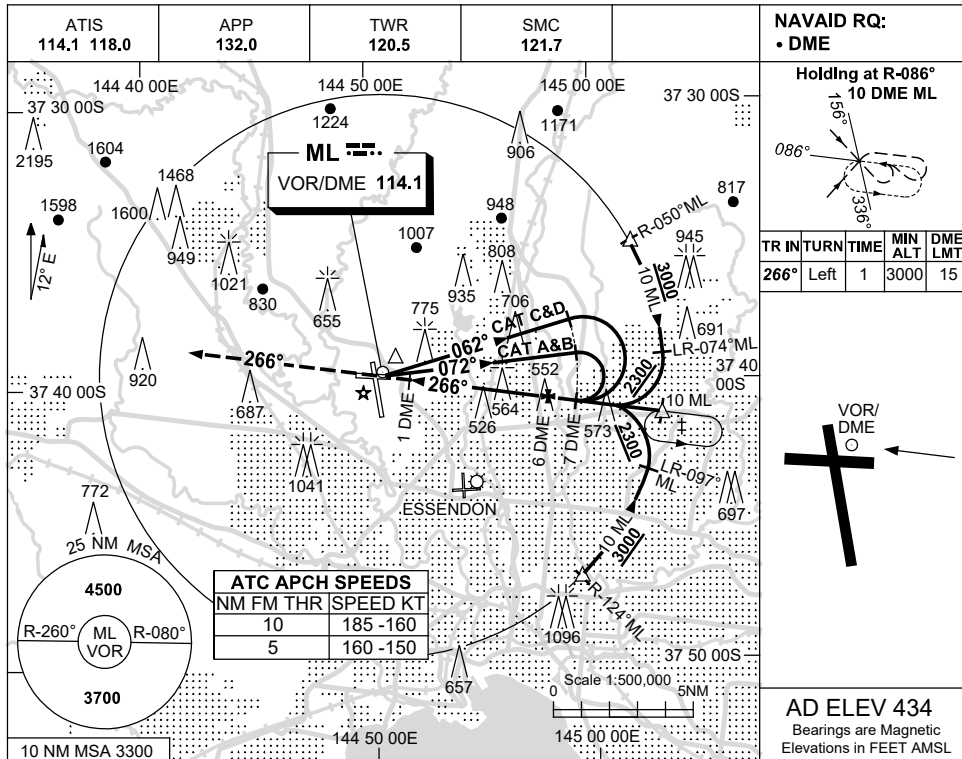 ATIS
114.1 118.0
APP
132.0
TWR
120.5
SMC
121.7
NAVAID RQ:
• DME
144 40 00E
144 50 00E
145 00 00E
37 30 00S
37 30 00S
2195
1604
1598
1224
1171
906
ML
VOR/DME 114.1
1468
1600
949
1021
830
655
1007
948
808
935
706
775
817
945
691
R-050°ML
3000
10 ML
12° E
062° CAT C&D
072° CAT A&B
266°
266°
LR-074°ML
2300
37 40
00S
37 40 00S
920
687
1 DME
526
564
552
6 DME
7 DME
573
10 ML
2300
LR-097°
ML
697
1041
ESSENDON
772
10 ML
3000
R-124°ML
1096
657
37 50 00S
25 NM MSA
4500
R-260°
ML
VOR
R-080°
3700
10 NM MSA 3300
ATC APCH SPEEDS
NM FM THR
SPEED KT
10
185 -160
5
160 -150
Scale 1:500,000
0
5NM
144 50 00E
145 00 00E
Holding at R-086°
10 DME ML
156°
086°
336°
TR IN
TURN
TIME
MIN
ALT
DME
LMT
266°
Left
1
3000
15
VOR/
DME
AD ELEV 434
Bearings are Magnetic
Elevations in FEET AMSL